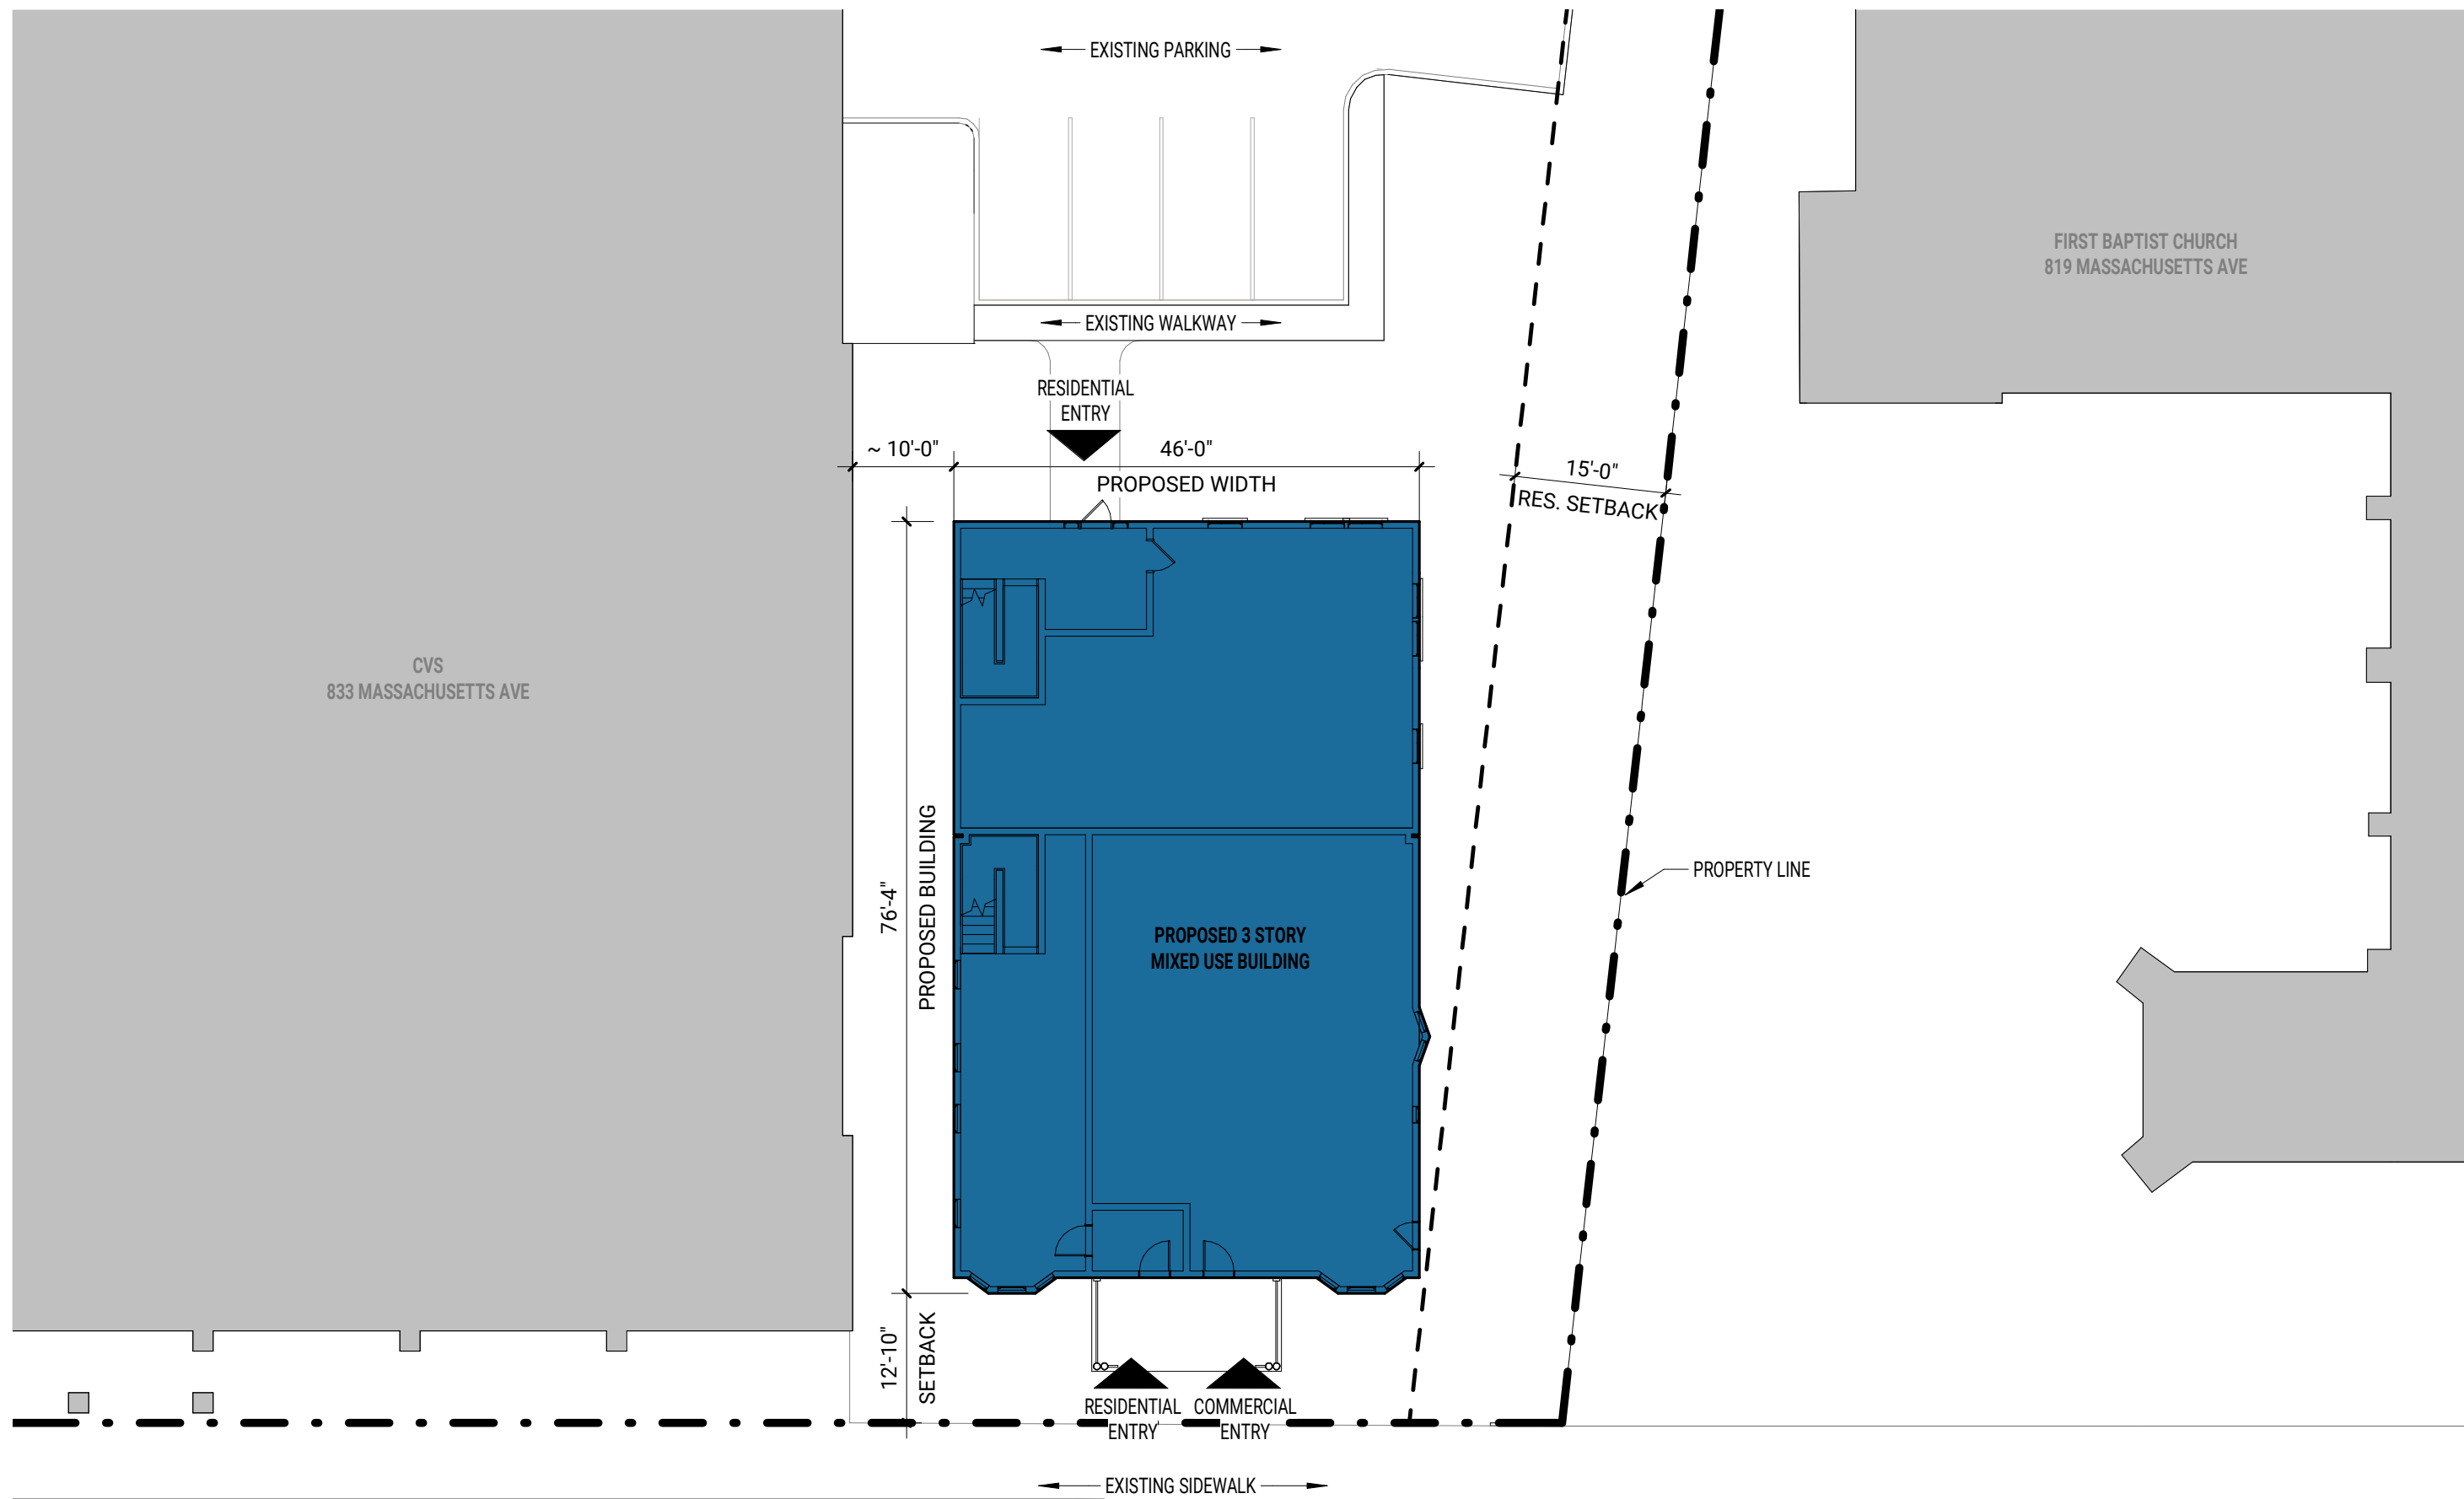 EXISTING PARKING
FIRST BAPTIST CHURCH
819 MASSACHUSETTS AVE
EXISTING WALKWAY
RESIDENTIAL
ENTRY
~ 10'-0"
46'-0"
PROPOSED WIDTH
15'-0"
RES. SETBACK
CVS
833 MASSACHUSETTS AVE
76'-4"
PROPOSED BUILDING
PROPERTY LINE
PROPOSED 3 STORY
MIXED USE BUILDING
12'-10"
SETBACK
RESIDENTIAL
ENTRY
COMMERCIAL
ENTRY
EXISTING SIDEWALK